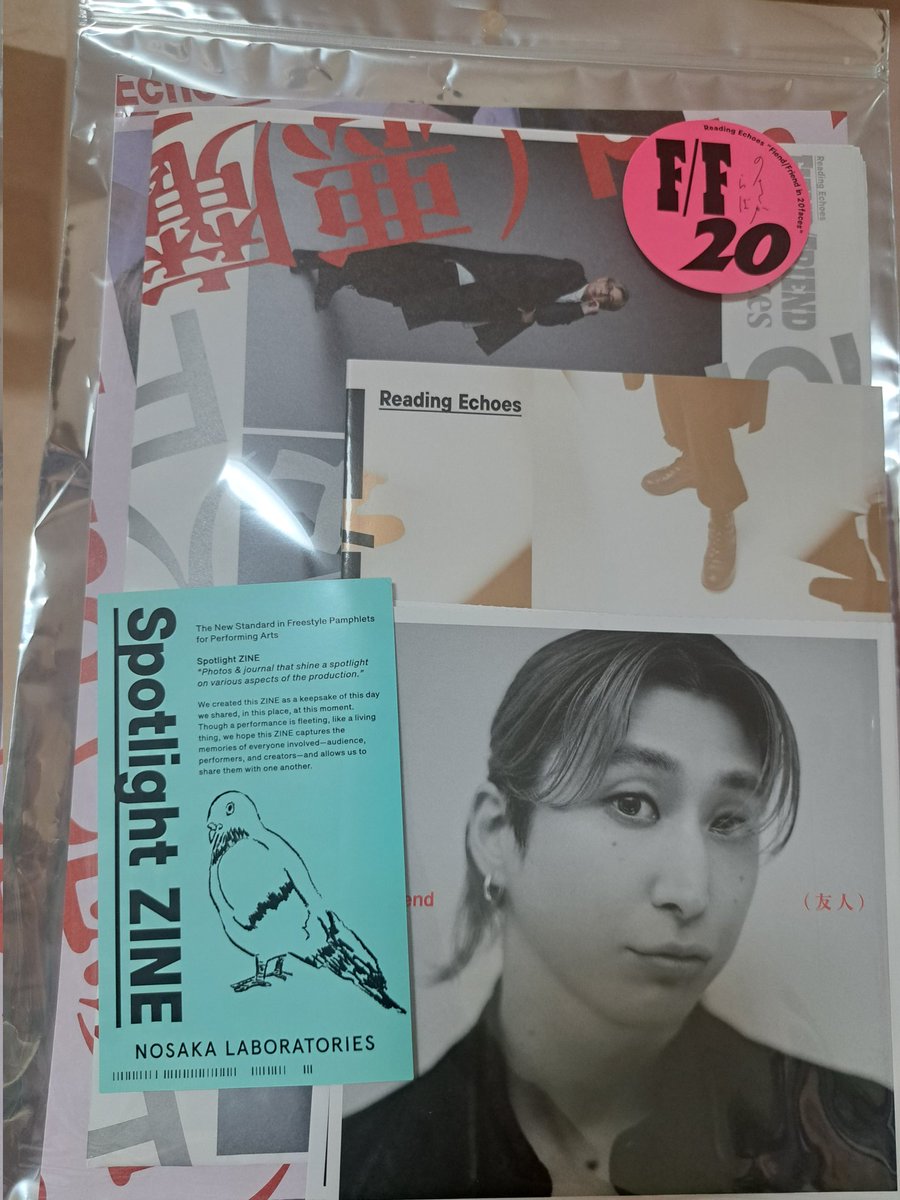 Echoes
Reading Echoes "Fiend/Friend in 20faces"
F/F
20
Reading Echoes
Reading Echoes
Spotlight ZINE
The New Standard in Freestyle Pamphlets
for Performing Arts
Spotlight ZINE
"Photos & journal that shine a spotlight
on various aspects of the production."
We created this ZINE as a keepsake of this day
we shared, in this place, at this moment.
Though a performance is fleeting, like a living
thing, we hope this ZINE captures the
memories of everyone involved—audience,
performers, and creators—and allows us to
share them with one another.
NOSAKA LABORATORIES
end
(友人)